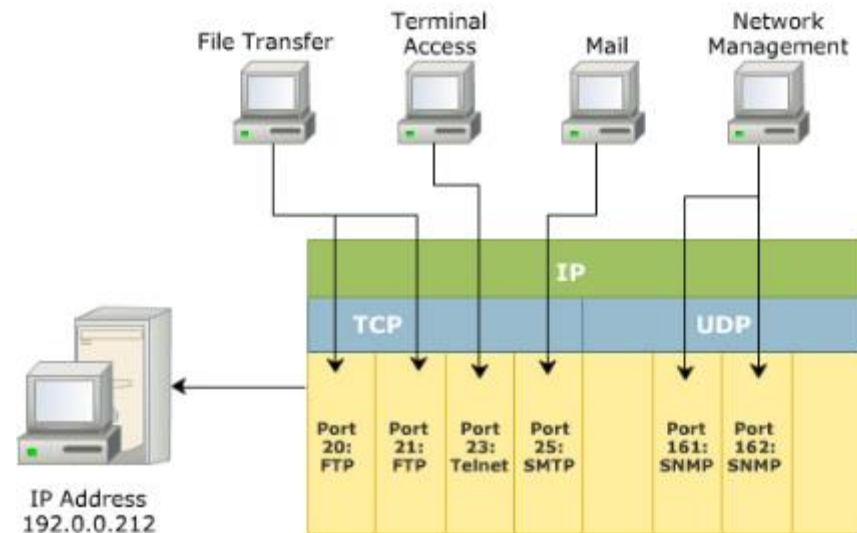 File Transfer
Terminal
Access
Mail
Network
Management
IP
TCP
UDP
Port
20:
FTP
Port
21:
FTP
Port
23:
Telnet
Port
25:
SMTP
Port
161:
SNMP
Port
162:
SNMP
IP Address
192.0.0.212